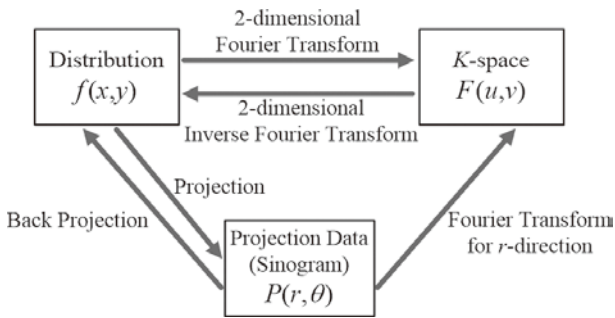 2-dimensional
Fourier Transform
Distribution
f(x,y)
K-space
F(u,v)
2-dimensional
Inverse Fourier Transform
Projection
Back Projection
Projection Data
(Sinogram)
P(r,θ)
Fourier Transform
for r-direction